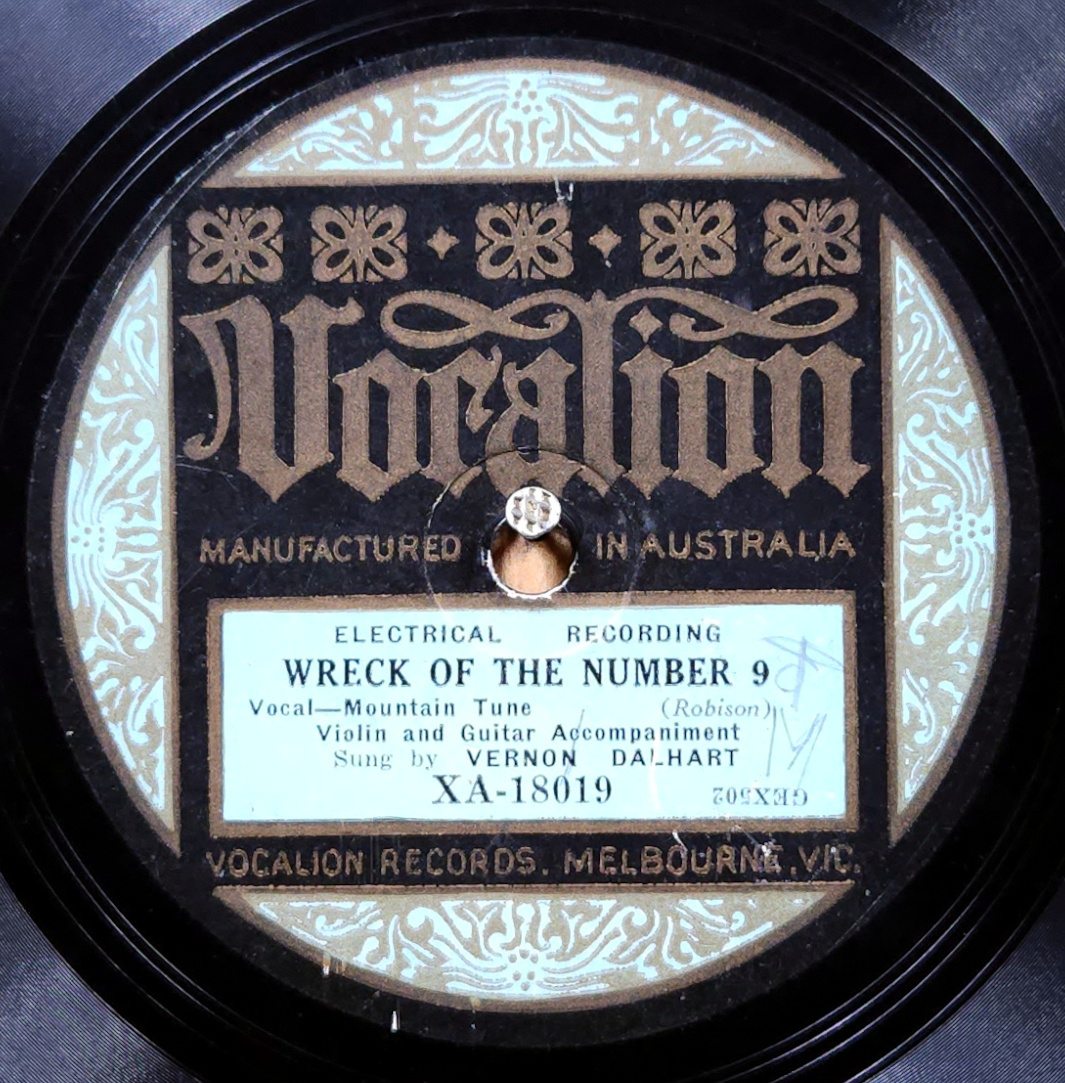 Vocalion
MANUFACTURED IN AUSTRALIA
ELECTRICAL RECORDING
WRECK OF THE NUMBER 9
Vocal—Mountain Tune (Robison)
Violin and Guitar Accompaniment
Sung by VERNON DALHART
XA-18019 GEX502
VOCALION RECORDS. MELBOURNE, VIC.